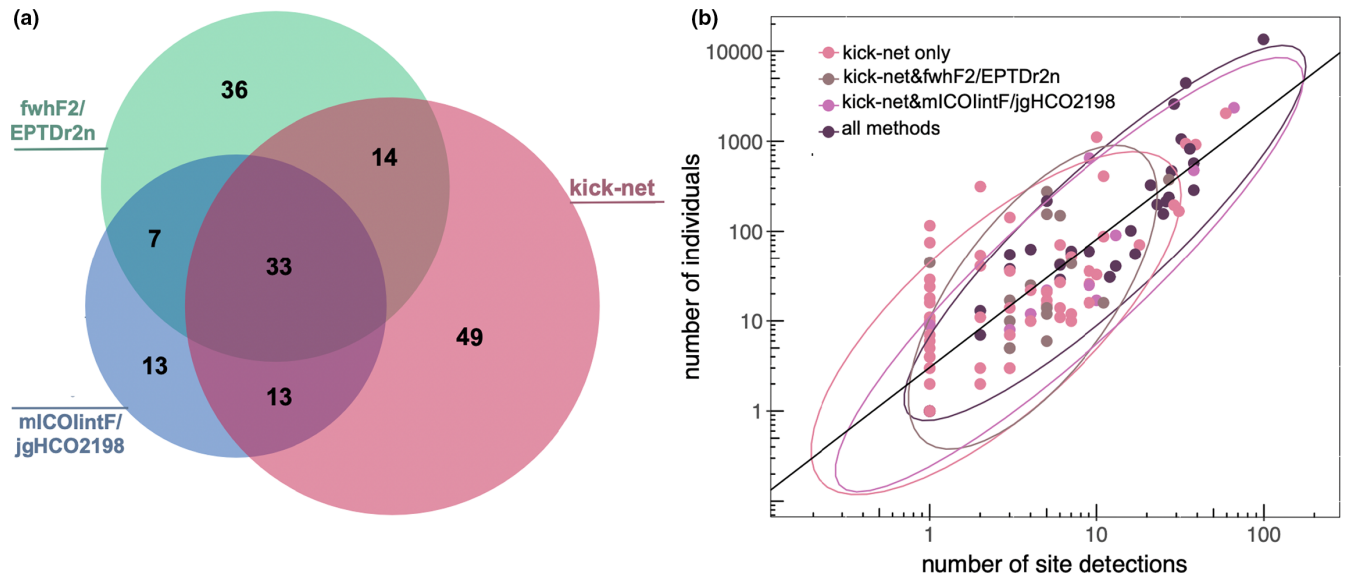 (a)
36
fwhF2/
EPTDr2n
14
kick-net
7
33
49
13
13
mICOIintF/
jgHCO2198
(b)
kick-net only
kick-net&fwhF2/EPTDr2n
kick-net&mICOIintF/jgHCO2198
all methods
number of individuals
10000
1000
100
10
1
1
10
100
number of site detections